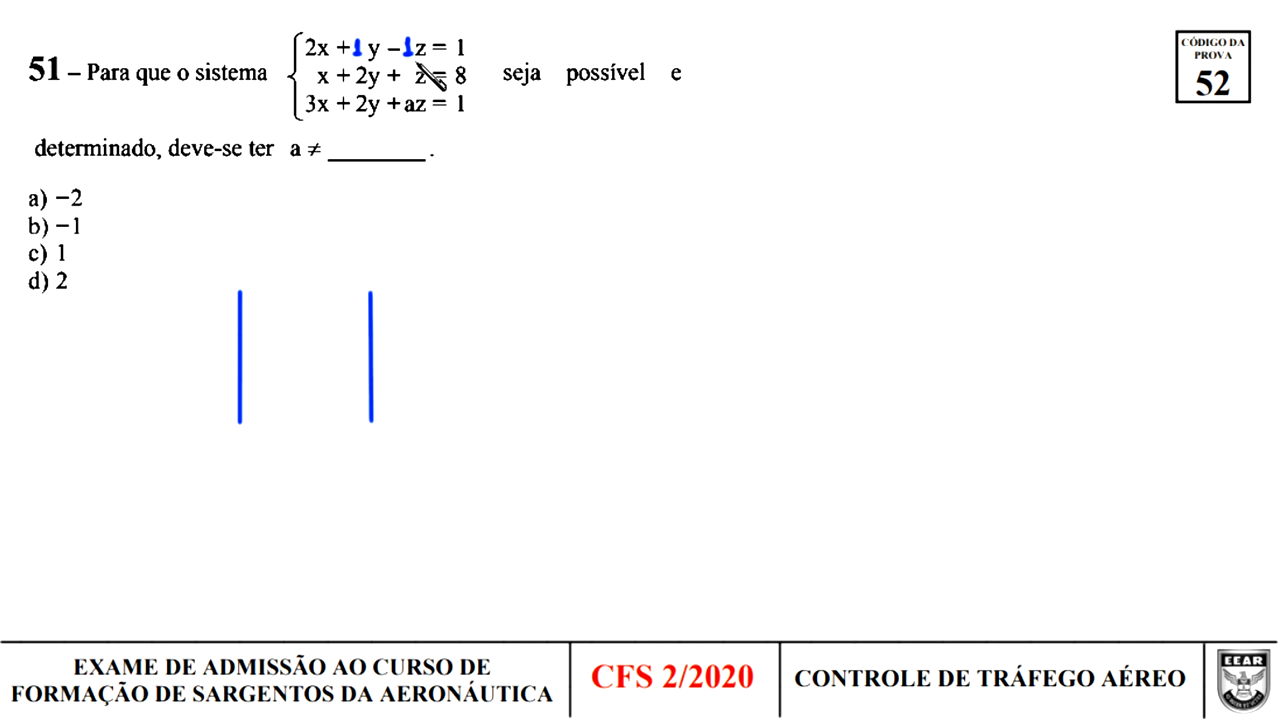 51 – Para que o sistema { 2x + 1 y – 1 z = 1
x + 2y + z = 8
3x + 2y + az = 1
seja possível e
determinado, deve-se ter a ≠ ________ .
a) –2
b) –1
c) 1
d) 2
CÓDIGO DA
PROVA
52
EXAME DE ADMISSÃO AO CURSO DE
FORMAÇÃO DE SARGENTOS DA AERONÁUTICA
CFS 2/2020
CONTROLE DE TRÁFEGO AÉREO
EEAR